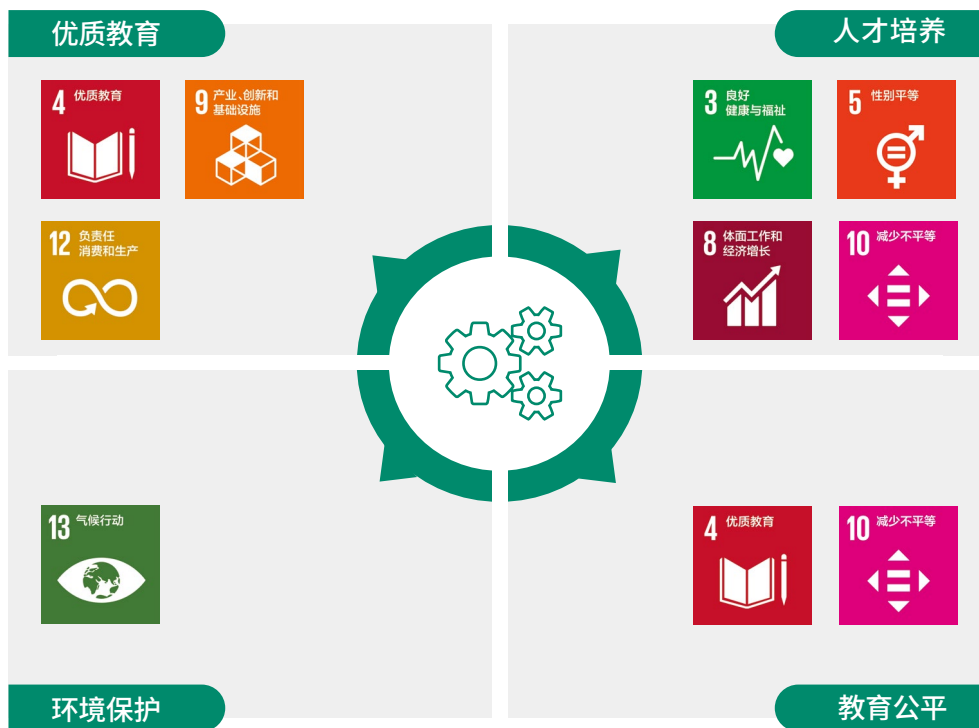 优质教育
4 优质教育
9 产业、创新和
基础设施
12 负责任
消费和生产
人才培养
3 良好
健康与福祉
5 性别平等
8 体面工作和
经济增长
10 减少不平等
13 气候行动
环境保护
4 优质教育
10 减少不平等
教育公平